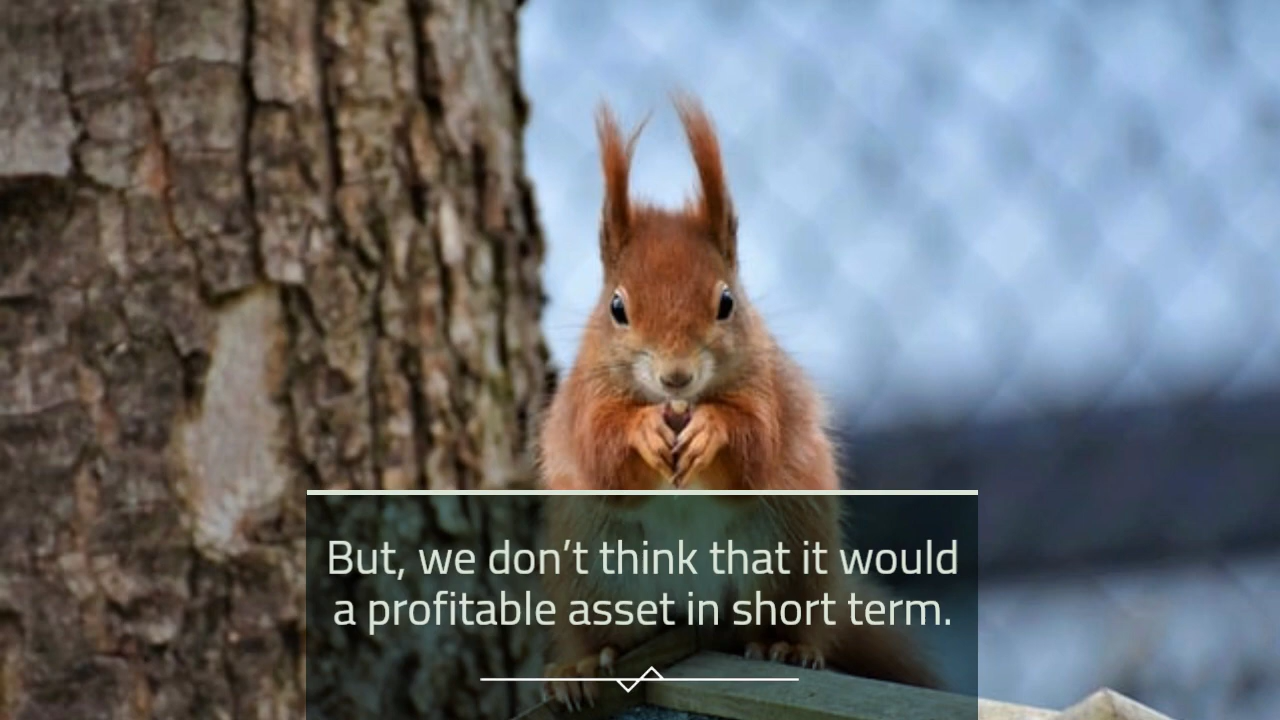 But, we don’t think that it would
a profitable asset in short term.